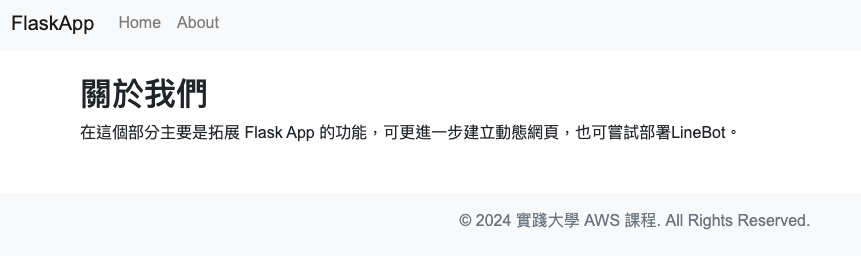 FlaskApp Home About
關於我們
在這個部分主要是拓展 Flask App 的功能，可更進一步建立動態網頁，也可嘗試部署LineBot。
© 2024 實踐大學 AWS 課程. All Rights Reserved.